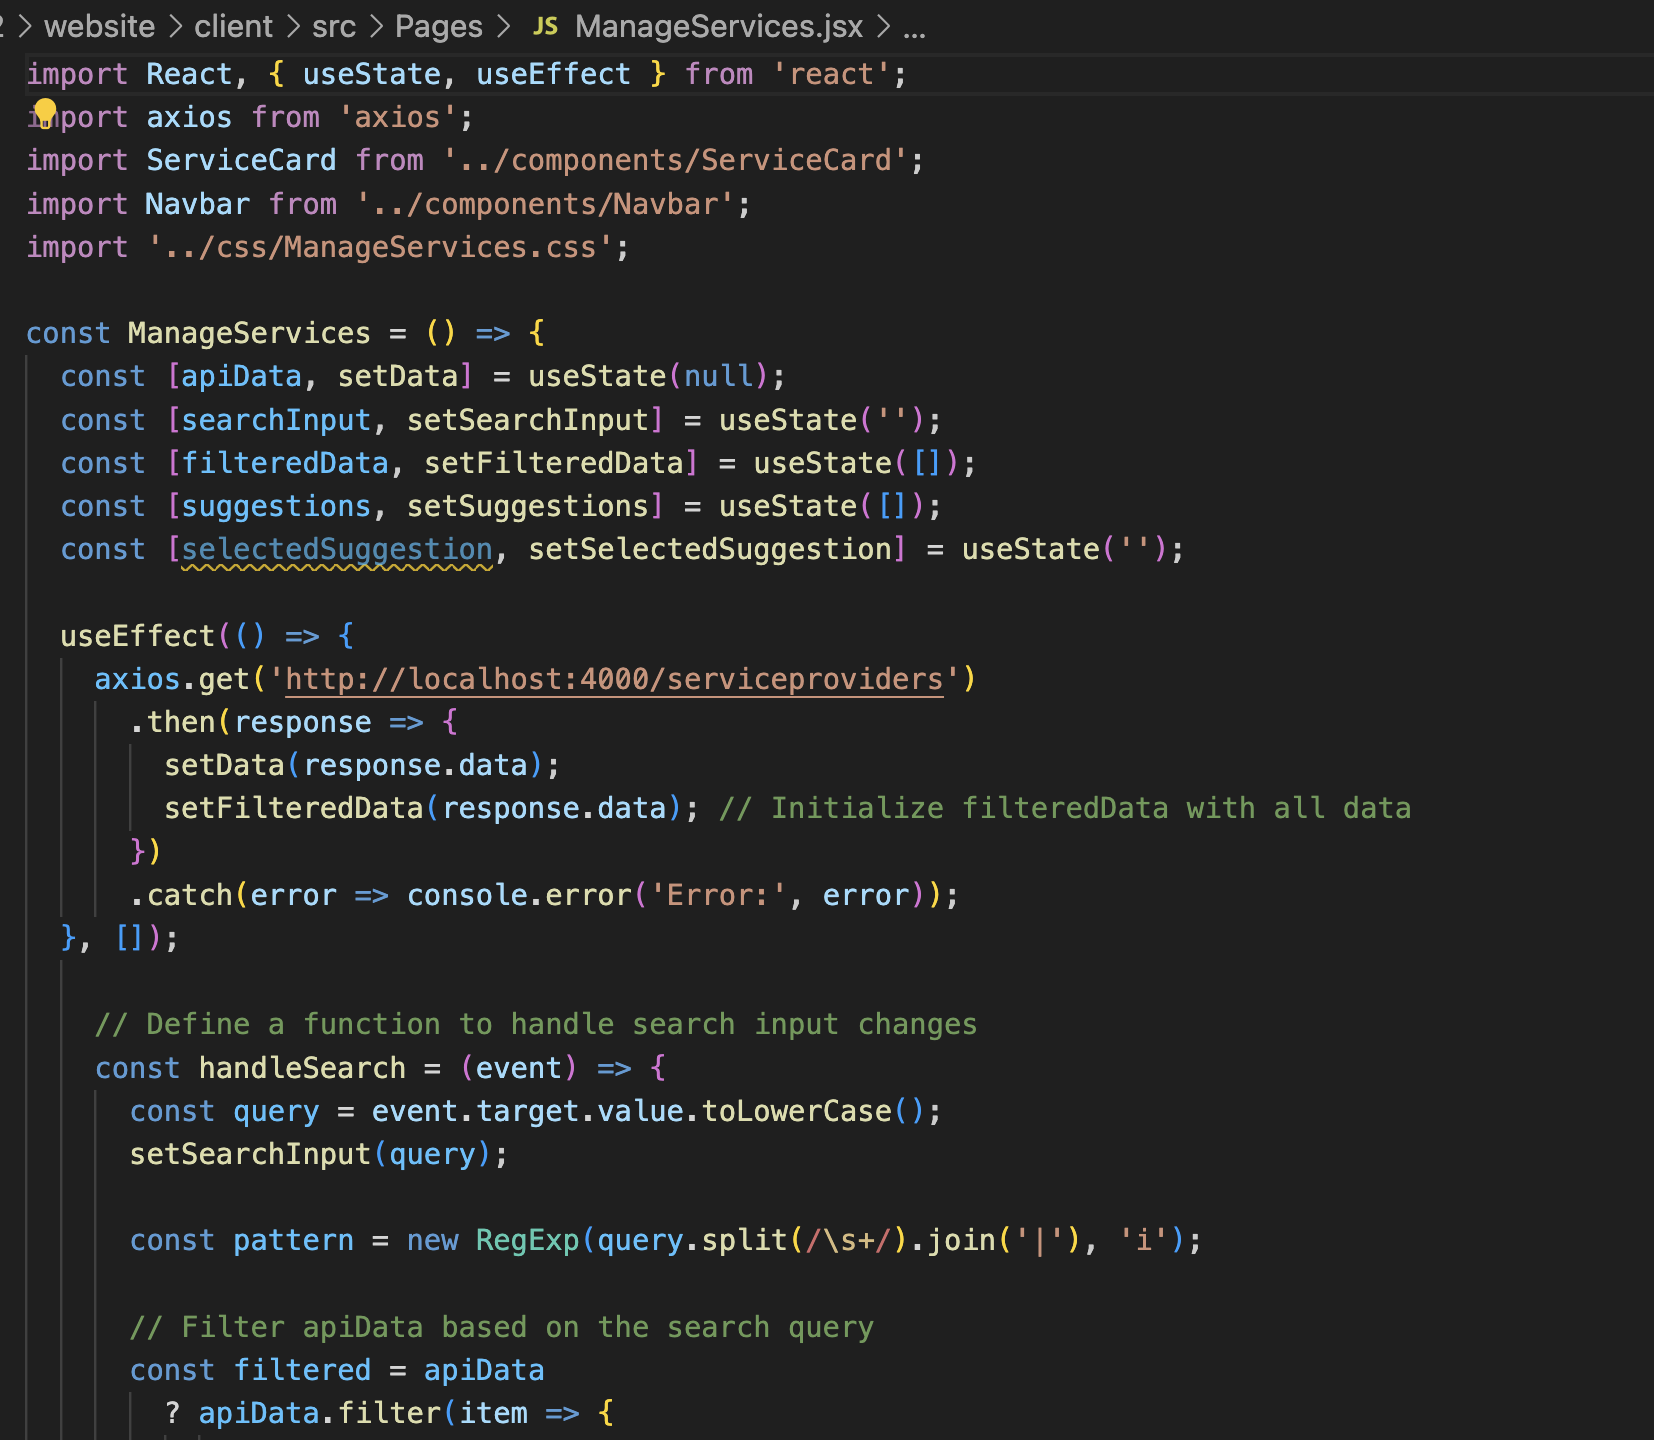 website > client > src > Pages > JS ManageServices.jsx > ...
import React, { useState, useEffect } from 'react';
import axios from 'axios';
import ServiceCard from '../components/ServiceCard';
import Navbar from '../components/Navbar';
import '../css/ManageServices.css';
const ManageServices = () => {
const [apiData, setData] = useState(null);
const [searchInput, setSearchInput] = useState('');
const [filteredData, setFilteredData] = useState([]);
const [suggestions, setSuggestions] = useState([]);
const [selectedSuggestion, setSelectedSuggestion] = useState('');
useEffect(() => {
axios.get('http://localhost:4000/serviceproviders')
.then(response => {
setData(response.data);
setFilteredData(response.data); // Initialize filteredData with all data
})
.catch(error => console.error('Error:', error));
}, []);
// Define a function to handle search input changes
const handleSearch = (event) => {
const query = event.target.value.toLowerCase();
setSearchInput(query);
const pattern = new RegExp(query.split(/\s+/).join('|'), 'i');
// Filter apiData based on the search query
const filtered = apiData
? apiData.filter(item => {